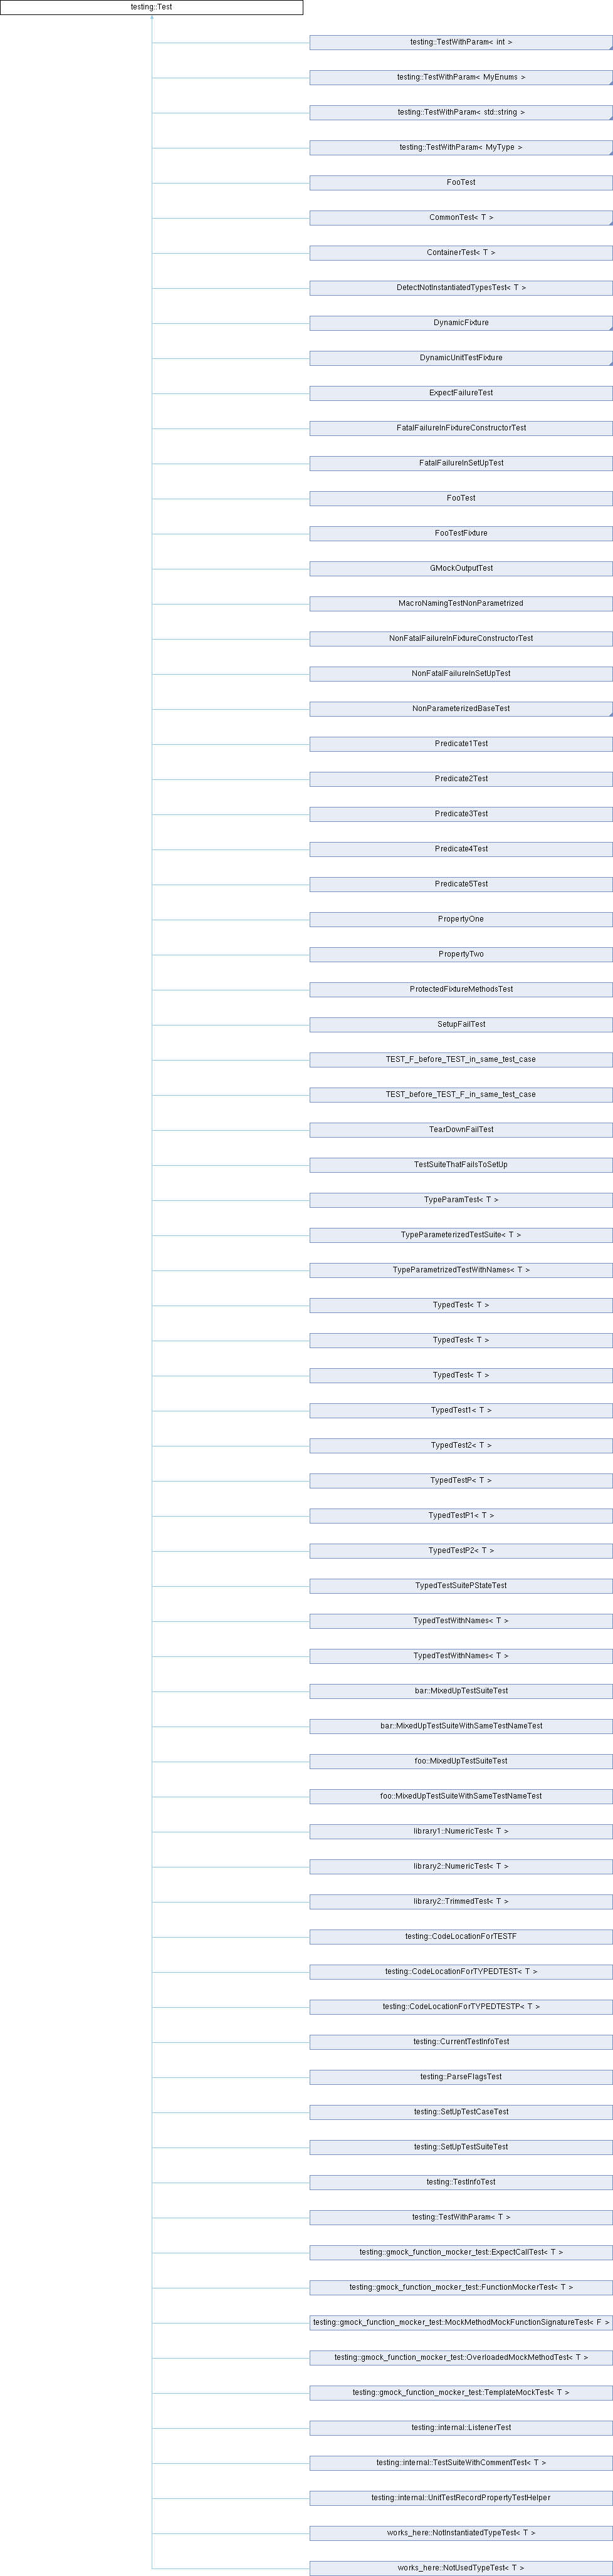 testing::Test
testing::TestWithParam< int >
testing::TestWithParam< MyEnums >
testing::TestWithParam< std::string >
testing::TestWithParam< MyType >
FooTest
CommonTest< T >
ContainerTest< T >
DetectNotInstantiatedTypesTest< T >
DynamicFixture
DynamicUnitTestFixture
ExpectFailureTest
FatalFailureInFixtureConstructorTest
FatalFailureInSetUpTest
FooTest
FooTestFixture
GMockOutputTest
MacroNamingTestNonParametrized
NonFatalFailureInFixtureConstructorTest
NonFatalFailureInSetUpTest
NonParameterizedBaseTest
Predicate1Test
Predicate2Test
Predicate3Test
Predicate4Test
Predicate5Test
PropertyOne
PropertyTwo
ProtectedFixtureMethodsTest
SetupFailTest
TEST_F_before_TEST_in_same_test_case
TEST_before_TEST_F_in_same_test_case
TearDownFailTest
TestSuiteThatFailsToSetUp
TypeParamTest< T >
TypeParameterizedTestSuite< T >
TypeParametrizedTestWithNames< T >
TypedTest< T >
TypedTest< T >
TypedTest< T >
TypedTest1< T >
TypedTest2< T >
TypedTestP< T >
TypedTestP1< T >
TypedTestP2< T >
TypedTestSuitePStateTest
TypedTestWithNames< T >
TypedTestWithNames< T >
bar::MixedUpTestSuiteTest
bar::MixedUpTestSuiteWithSameTestNameTest
foo::MixedUpTestSuiteTest
foo::MixedUpTestSuiteWithSameTestNameTest
library1::NumericTest< T >
library2::NumericTest< T >
library2::TrimmedTest< T >
testing::CodeLocationForTESTF
testing::CodeLocationForTYPEDTEST< T >
testing::CodeLocationForTYPEDTESTP< T >
testing::CurrentTestInfoTest
testing::ParseFlagsTest
testing::SetUpTestCaseTest
testing::SetUpTestSuiteTest
testing::TestInfoTest
testing::TestWithParam< T >
testing::gmock_function_mocker_test::ExpectCallTest< T >
testing::gmock_function_mocker_test::FunctionMockerTest< T >
testing::gmock_function_mocker_test::MockMethodMockFunctionSignatureTest< F >
testing::gmock_function_mocker_test::OverloadedMockMethodTest< T >
testing::gmock_function_mocker_test::TemplateMockTest< T >
testing::internal::ListenerTest
testing::internal::TestSuiteWithCommentTest< T >
testing::internal::UnitTestRecordPropertyTestHelper
works_here::NotInstantiatedTypeTest< T >
works_here::NotUsedTypeTest< T >